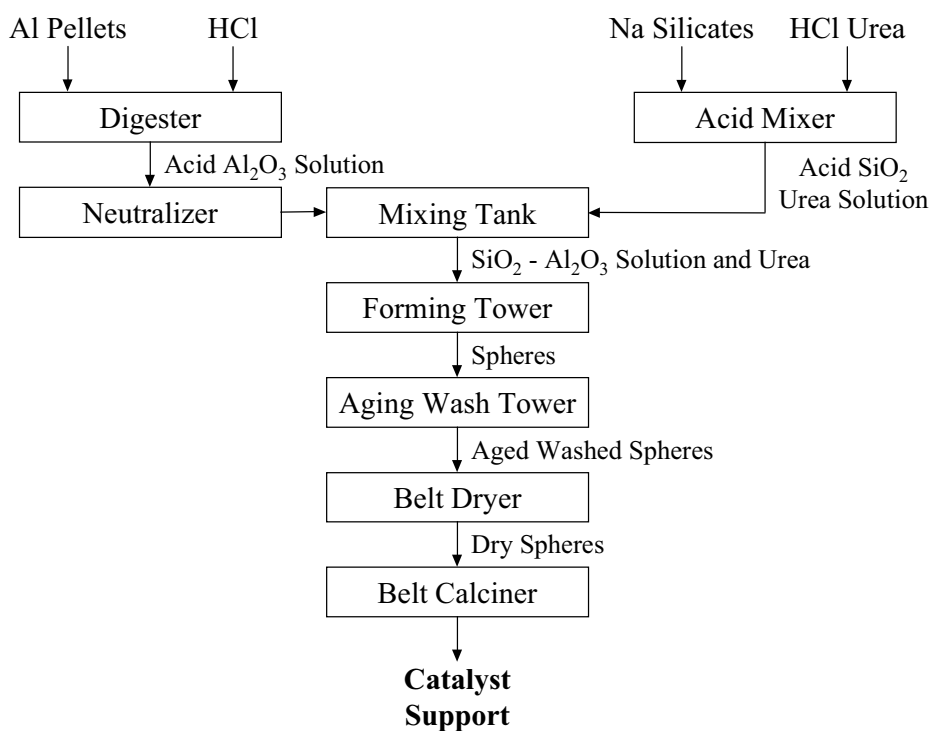 Al Pellets
HCl
Na Silicates
HCl Urea
Digester
Acid Mixer
Acid Al₂O₃ Solution
Acid SiO₂
Urea Solution
Neutralizer
Mixing Tank
SiO₂ - Al₂O₃ Solution and Urea
Forming Tower
Spheres
Aging Wash Tower
Aged Washed Spheres
Belt Dryer
Dry Spheres
Belt Calciner
Catalyst
Support